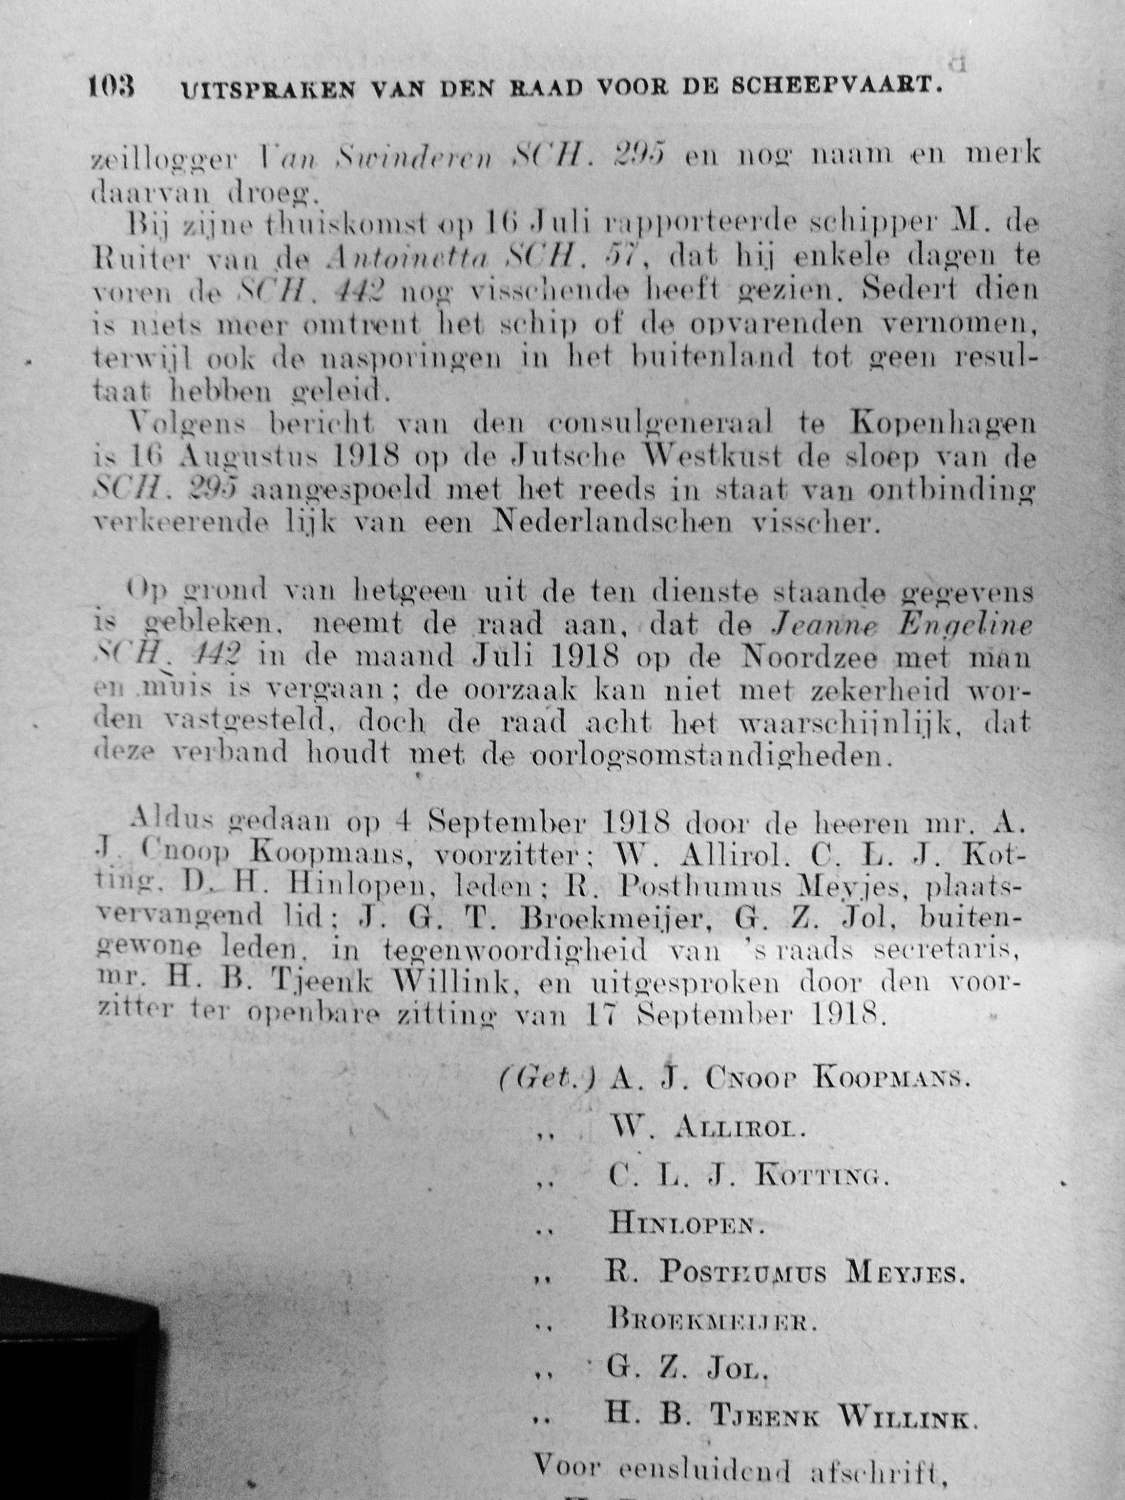 103 UITSPRAKEN VAN DEN RAAD VOOR DE SCHEEPVAART.
zeillogger Van Swinderen SCH. 295 en nog naam en merk
daarvan droeg.
Bij zijne thuiskomst op 16 Juli rapporteerde schipper M. de
Ruiter van de Antoinetta SCH. 57, dat hij enkele dagen te
voren de SCH. 442 nog visschende heeft gezien. Sedert dien
is niets meer omtrent het schip of de opvarenden vernomen,
terwijl ook de nasporingen in het buitenland tot geen resul-
taat hebben geleid.
Volgens bericht van den consulgeneraal te Kopenhagen
is 16 Augustus 1918 op de Jutsche Westkust de sloep van de
SCH. 295 aangespoeld met het reeds in staat van ontbinding
verkeerende lijk van een Nederlandschen visscher.
Op grond van hetgeen uit de ten dienste staande gegevens
is gebleken, neemt de raad aan, dat de Jeanne Engeline
SCH. 442 in de maand Juli 1918 op de Noordzee met man
en muis is vergaan; de oorzaak kan niet met zekerheid wor-
den vastgesteld, doch de raad acht het waarschijnlijk, dat
deze verband houdt met de oorlogsomstandigheden.
Aldus gedaan op 4 September 1918 door de heeren mr. A.
J. Cnoop Koopmans, voorzitter; W. Allirol. C. L. J. Kot-
ting, D. H. Hinlopen, leden; R. Posthumus Meyjes, plaats-
vervangend lid; J. G. T. Broekmeijer, G. Z. Jol, buiten-
gewone leden, in tegenwoordigheid van 's raads secretaris,
mr. H. B. Tjeenk Willink, en uitgesproken door den voor-
zitter ter openbare zitting van 17 September 1918.
(Get.) A. J. CNOOP KOOPMANS.
,, W. ALLIROL.
,, C. L. J. KOTTING.
,, HINLOPEN.
,, R. POSTHUMUS MEYJES.
,, BROEKMEIJER.
,, G. Z. JOL.
,, H. B. TJEENK WILLINK.
Voor eensluidend afschrift,